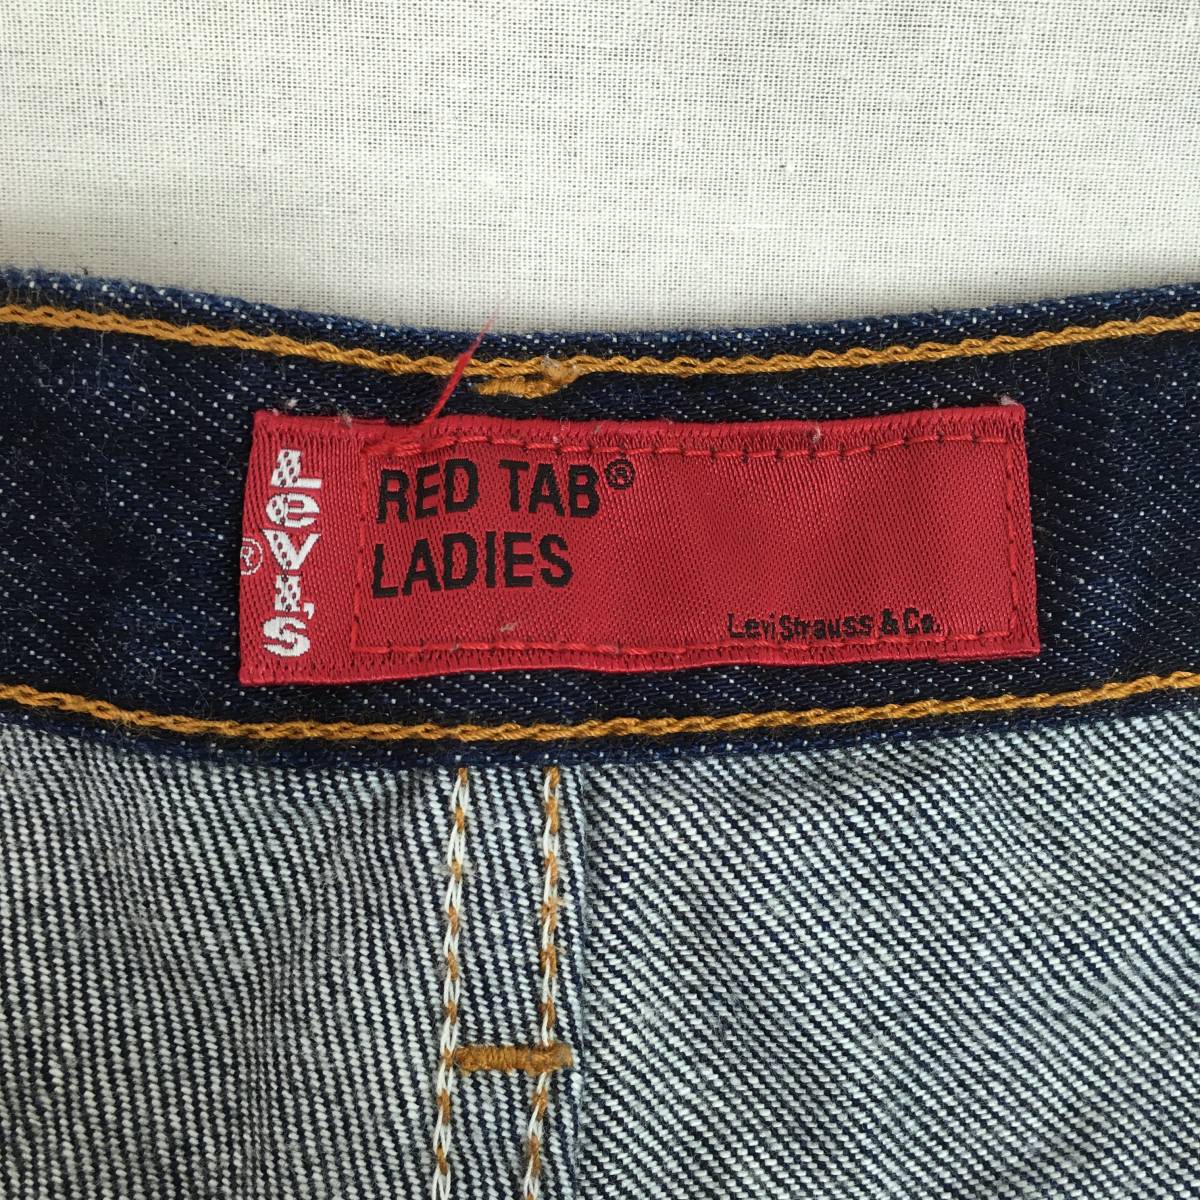 Levi's
®
RED TAB®
LADIES
Levi Strauss & Co.